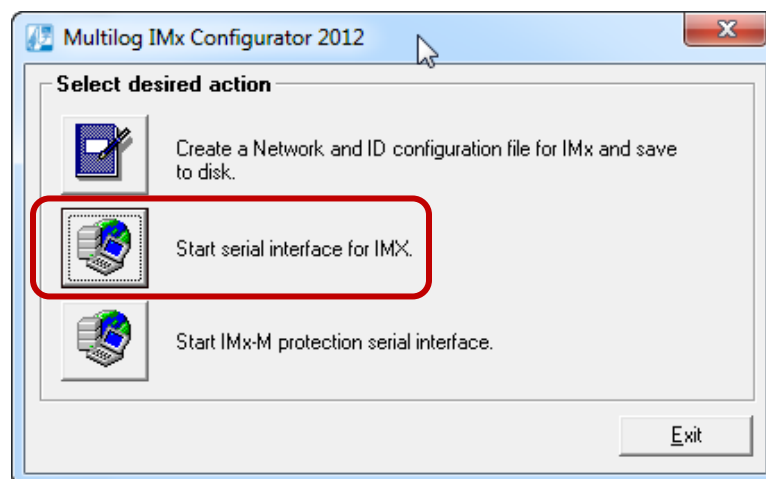 Multilog IMx Configurator 2012
Select desired action
Create a Network and ID configuration file for IMx and save
to disk.
Start serial interface for IMX.
Start IMx-M protection serial interface.
Exit